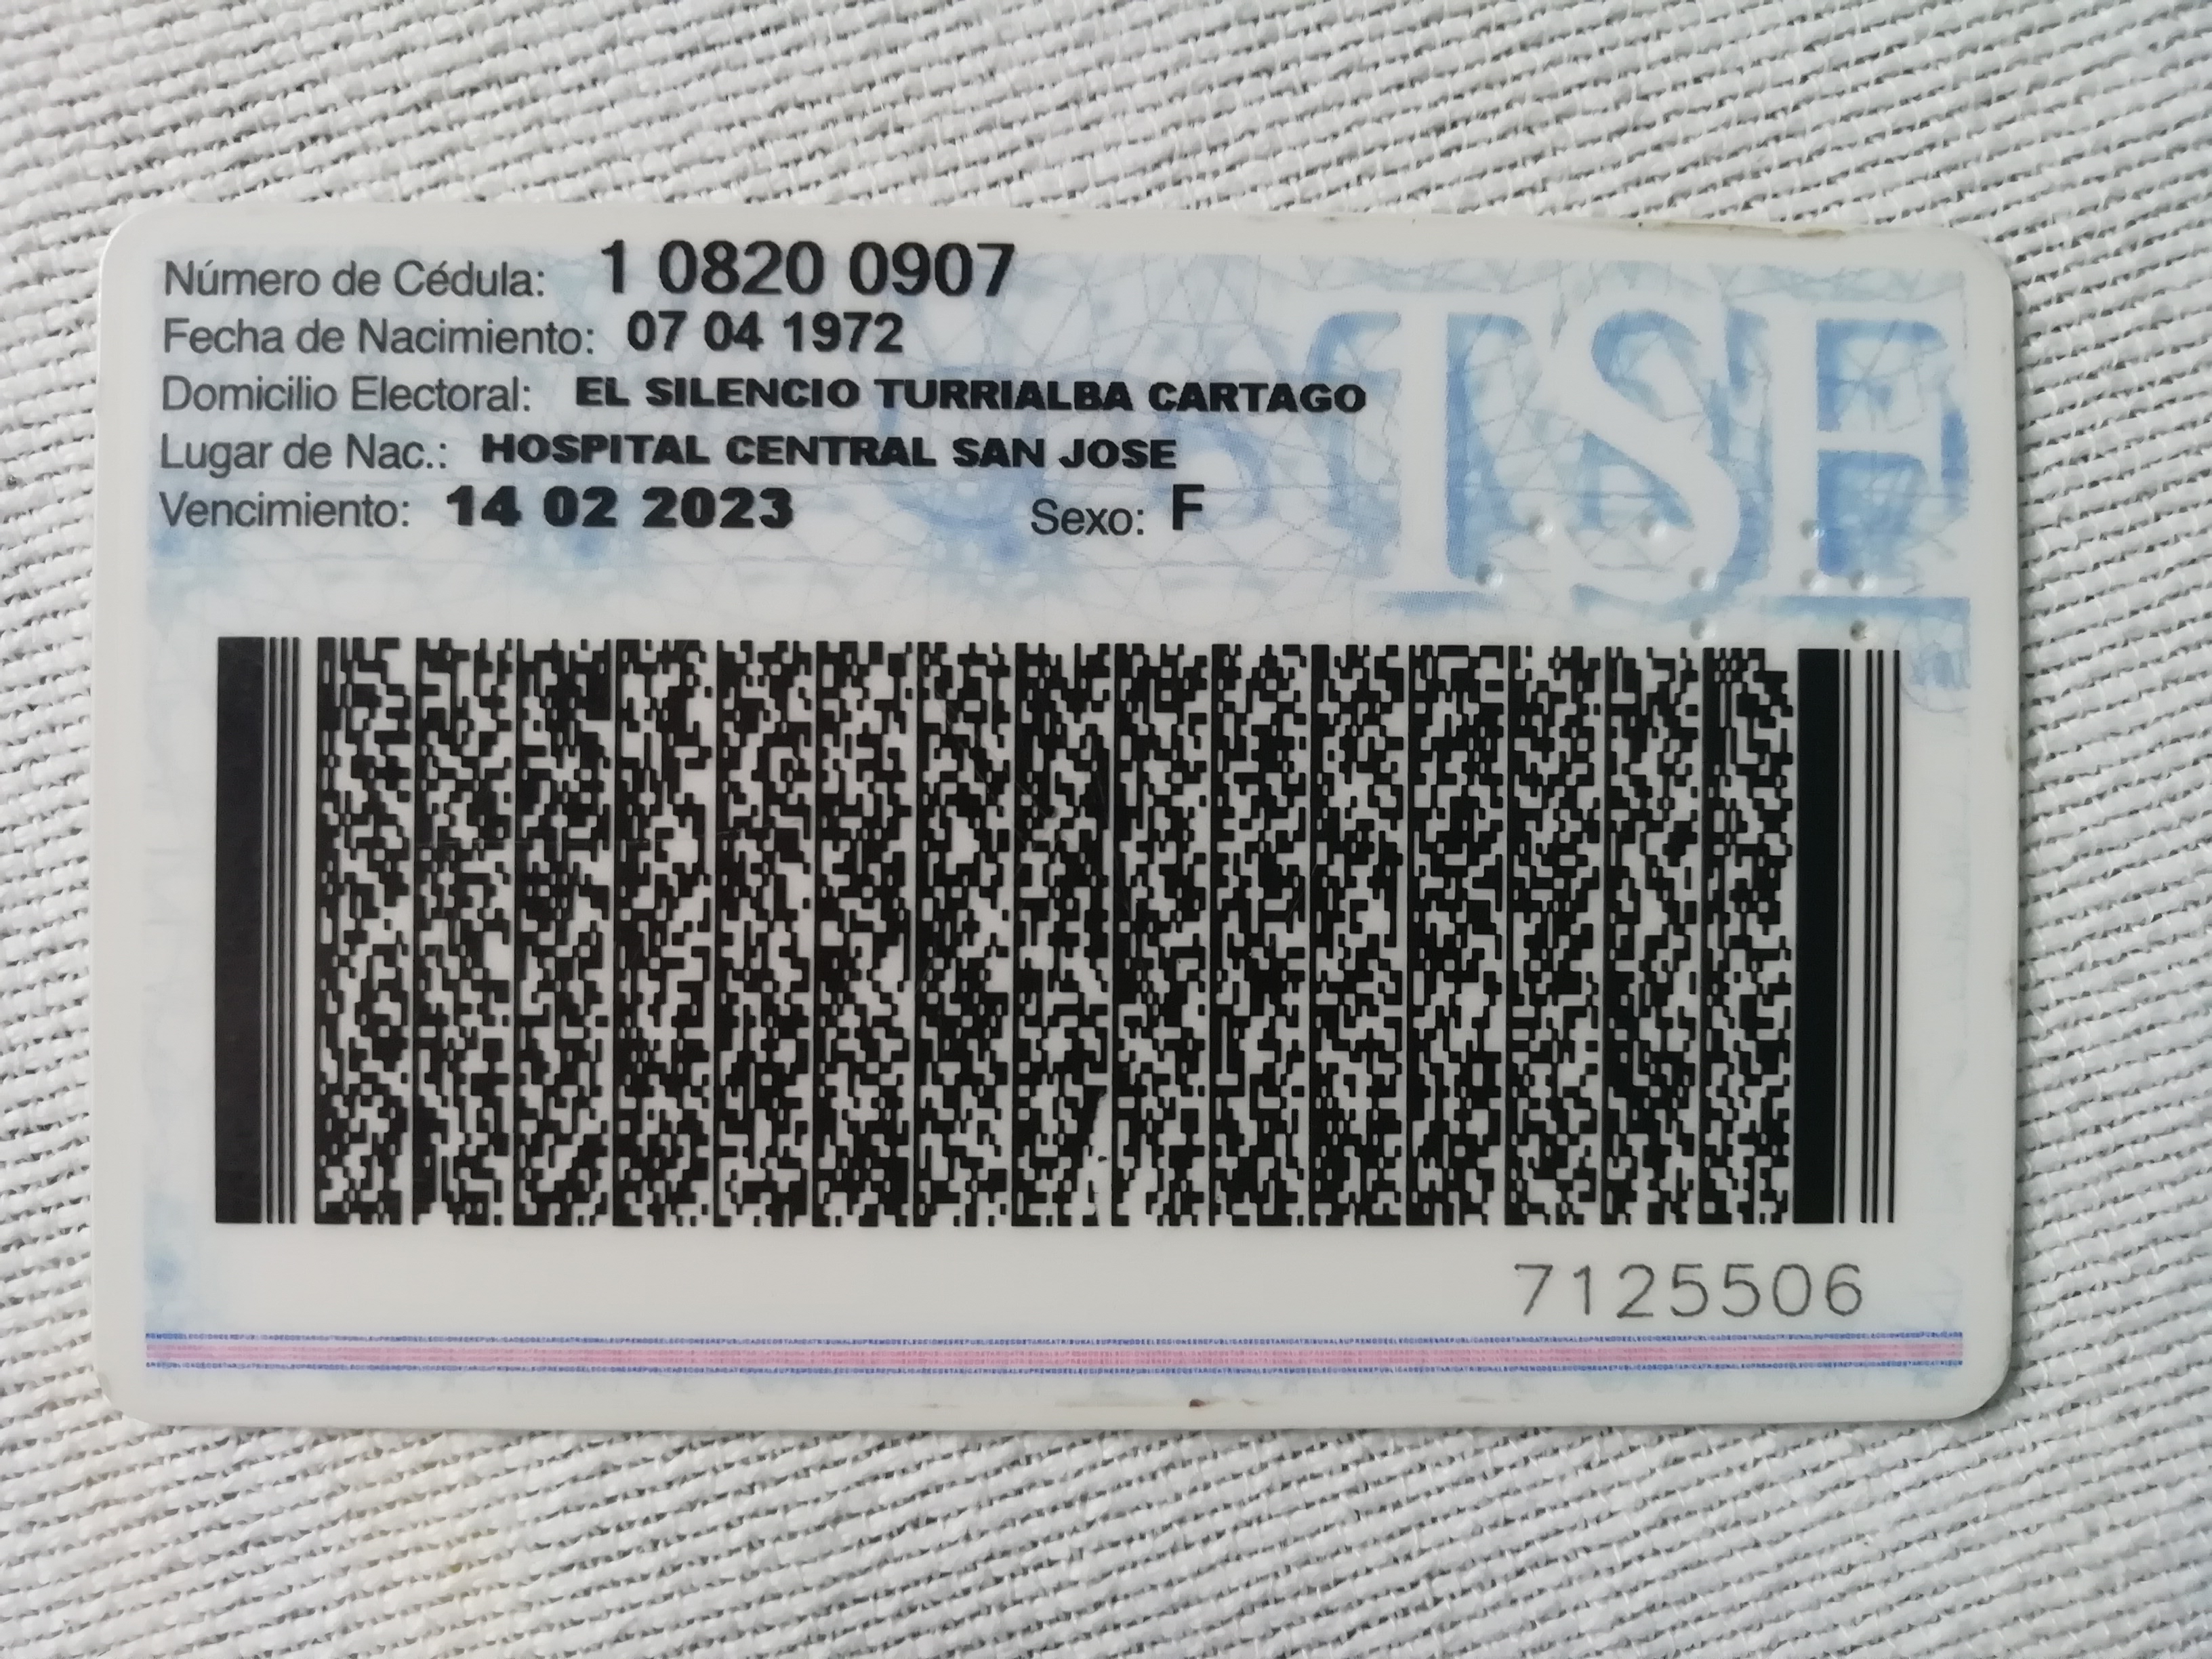 Número de Cédula: 1 0820 0907
Fecha de Nacimiento: 07 04 1972
Domicilio Electoral: EL SILENCIO TURRIALBA CARTAGO
Lugar de Nac.: HOSPITAL CENTRAL SAN JOSE
Vencimiento: 14 02 2023 Sexo: F
TSE
7125506